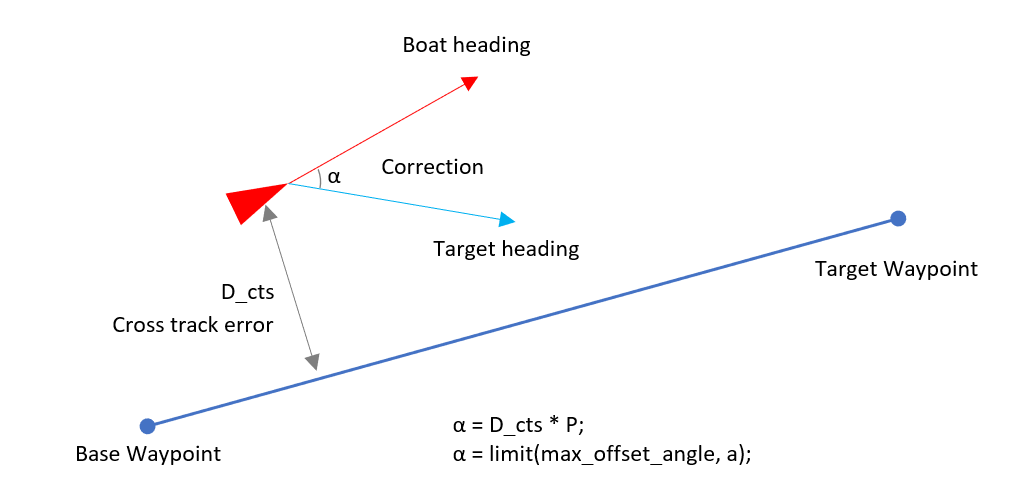 Boat heading
α
Correction
Target heading
Target Waypoint
D_cts
Cross track error
Base Waypoint
α = D_cts * P;
α = limit(max_offset_angle, a);